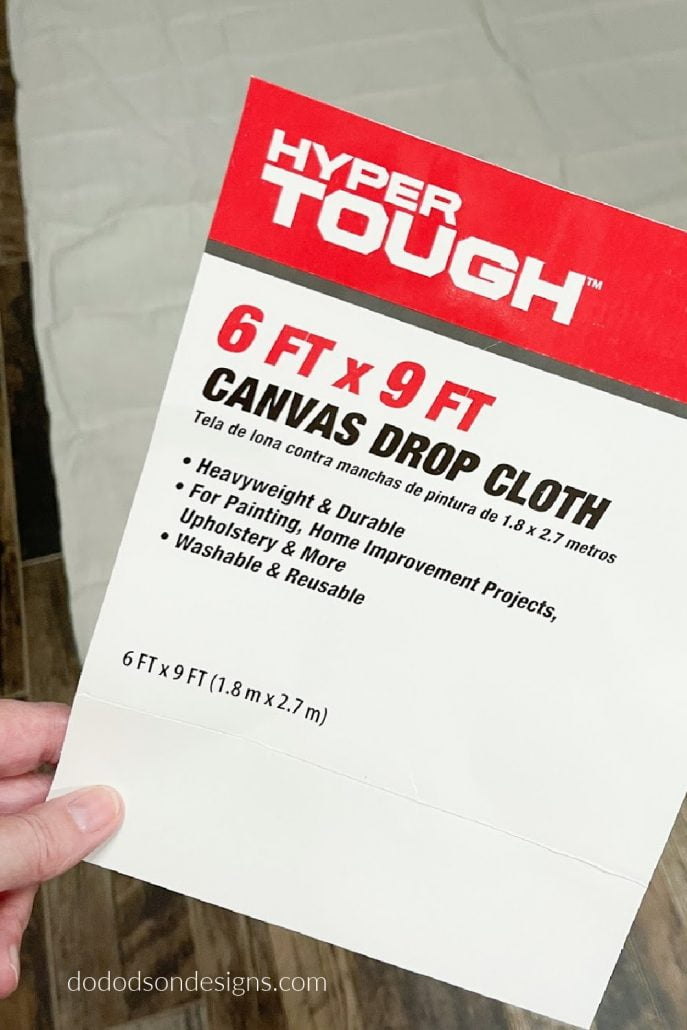 HYPER
TOUGH™
6 FT x 9 FT
CANVAS DROP CLOTH
Tela de lona contra manchas de pintura de 1.8 x 2.7 metros
• Heavyweight & Durable
• For Painting, Home Improvement Projects,
Upholstery & More
• Washable & Reusable
6 FT x 9 FT (1.8 m x 2.7 m)
dododsondesigns.com